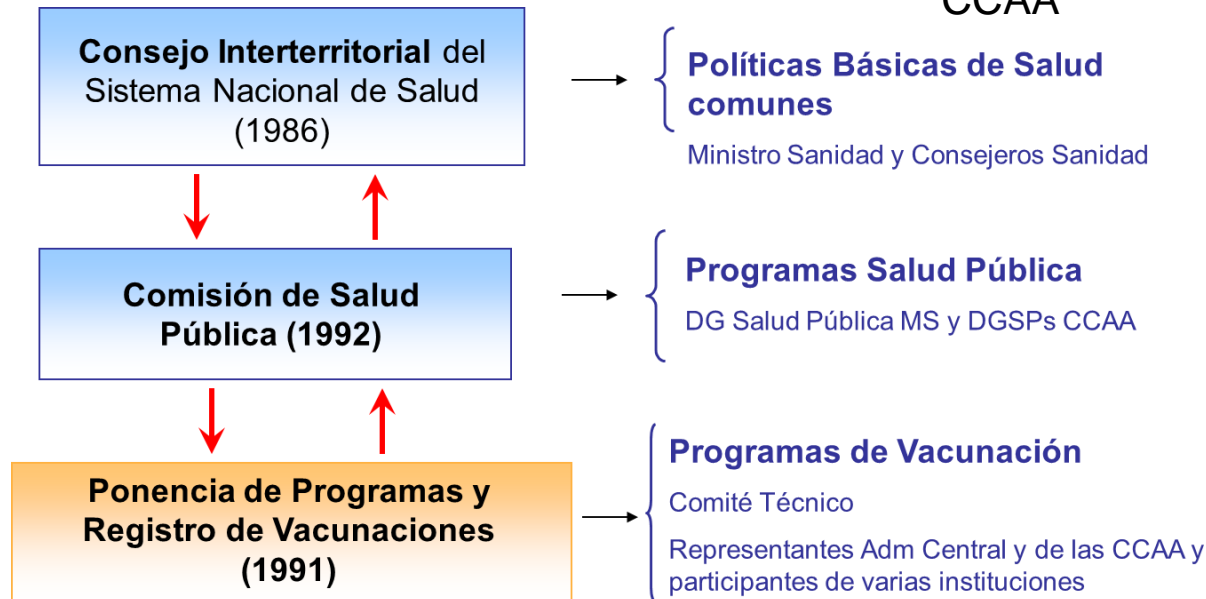 CCAA
Consejo Interterritorial del
Sistema Nacional de Salud
(1986)
Políticas Básicas de Salud
comunes
Ministro Sanidad y Consejeros Sanidad
Comisión de Salud
Pública (1992)
Programas Salud Pública
DG Salud Pública MS y DGSPs CCAA
Ponencia de Programas y
Registro de Vacunaciones
(1991)
Programas de Vacunación
Comité Técnico
Representantes Adm Central y de las CCAA y
participantes de varias instituciones